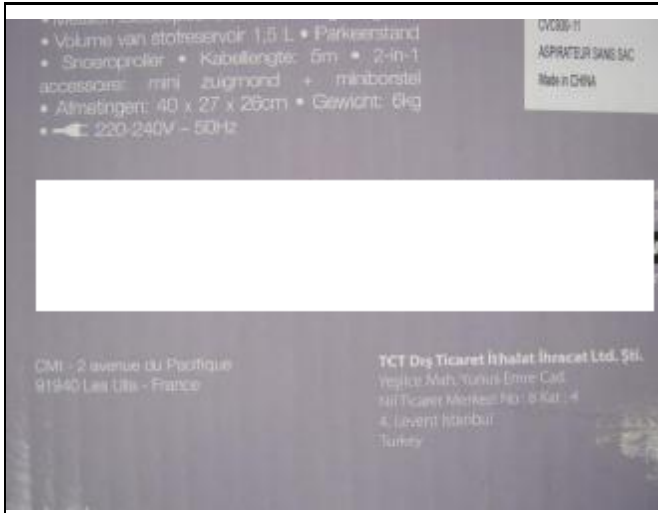 • Volume van stofreservoir 1,5 L • Parkeerstand
• Snoeroproller • Kabellengte: 5m • 2-in-1
accessoire: mini zuigmond + miniborstel
• Afmetingen: 40 x 27 x 26cm • Gewicht: 6kg
• 220-240V ~ 50Hz
ASPIRATEUR SANS SAC
Made in CHINA
CMI - 2 avenue du Pacifique
91940 Les Ulis - France
TCT Dış Ticaret İthalat İhracat Ltd. Şti.
Yeşilce Mah. Yunus Emre Cad.
Nil Ticaret Merkezi No: 8 Kat: 4
4. Levent İstanbul
Turkey